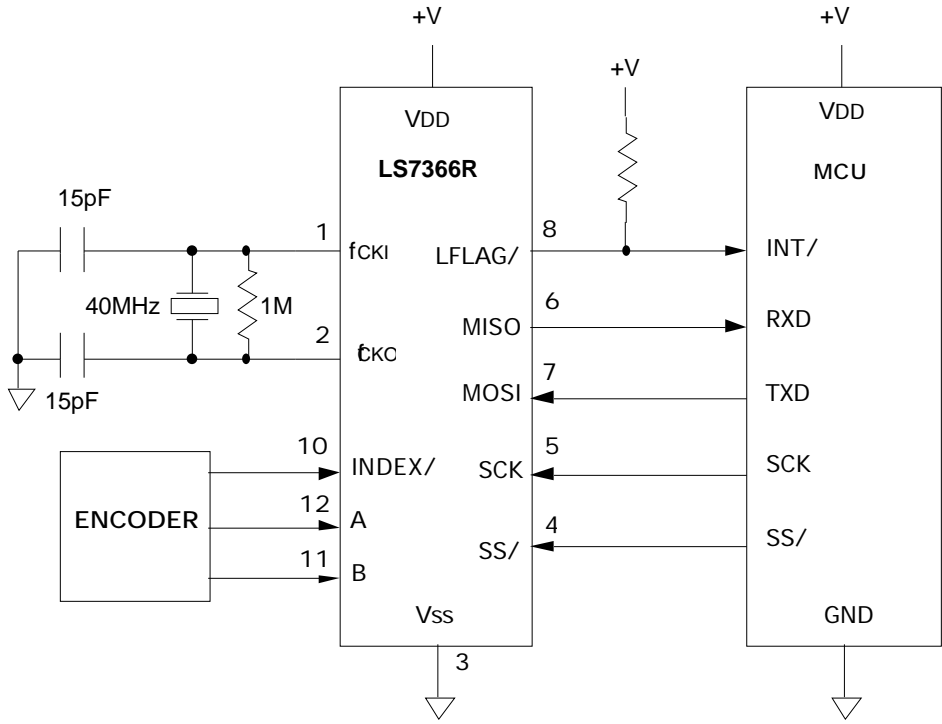 +V
+V
+V
VDD
LS7366R
VDD
MCU
15pF
1
fCKI
40MHz
1M
2
fCKO
15pF
8
LFLAG/
INT/
6
MISO
RXD
7
MOSI
TXD
5
SCK
SCK
4
SS/
SS/
ENCODER
10
INDEX/
12
A
11
B
Vss
3
GND